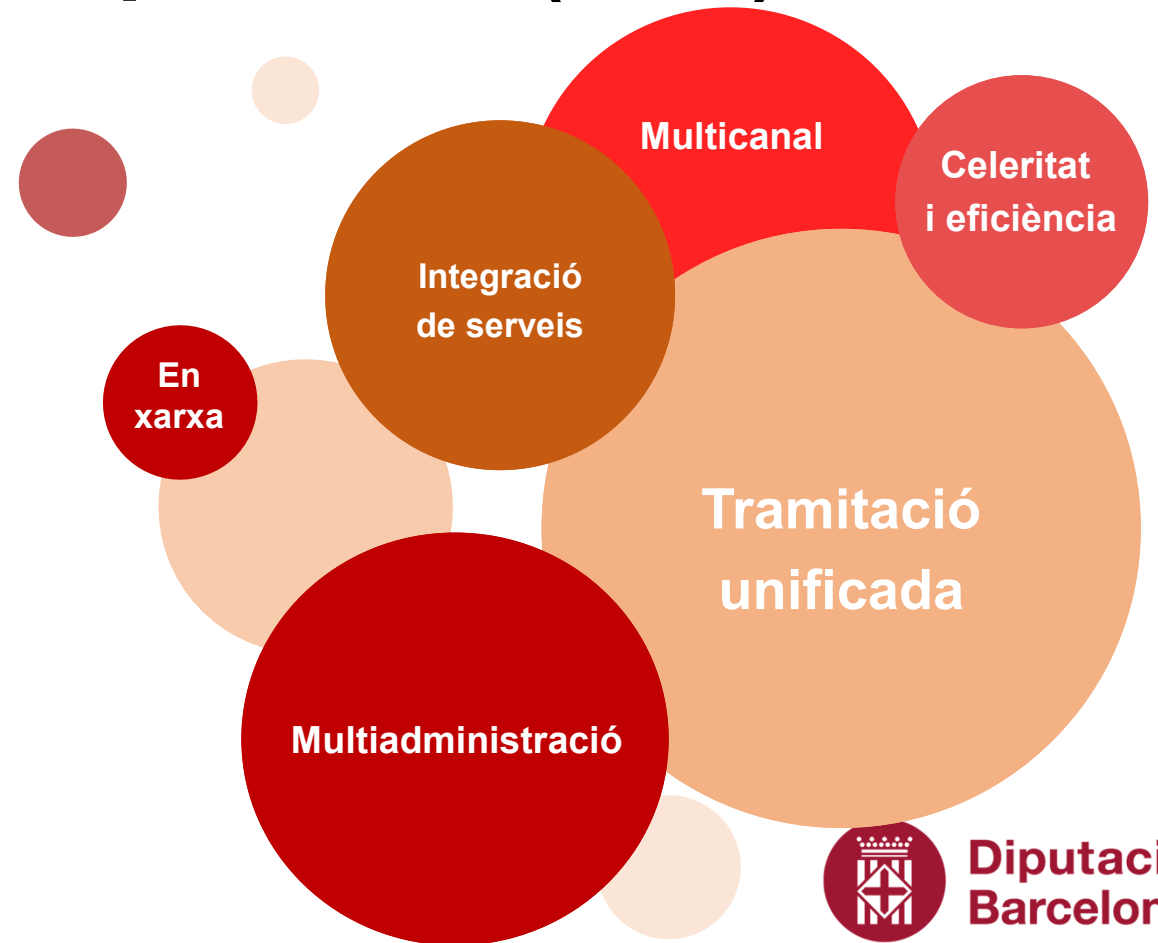 Multicanal
Celeritat
i eficiència
Integració
de serveis
En
xarxa
Tramitació
unificada
Multiadministració